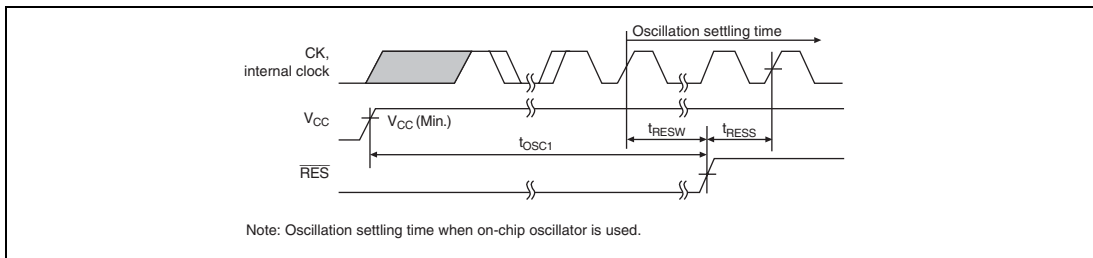 Oscillation settling time
CK,
internal clock
VCC
VCC (Min.)
tRESW
tRESS
tOSC1
RES
Note: Oscillation settling time when on-chip oscillator is used.